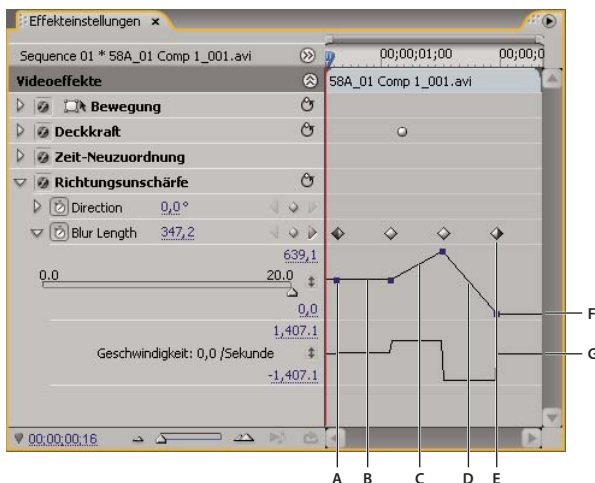 Effekteinstellungen ×
Sequence 01 * 58A_01 Comp 1_001.avi 00;00;01;00 00;00;0
Videoeffekte 58A_01 Comp 1_001.avi
Bewegung
Deckkraft
Zeit-Neuzuordnung
Richtungsunschärfe
Direction 0,0°
Blur Length 347,2
639,1
0.0 20.0
0,0
F
1,407.1
G
Geschwindigkeit: 0,0 /Sekunde
-1,407.1
00;00;00;16
A B C D E